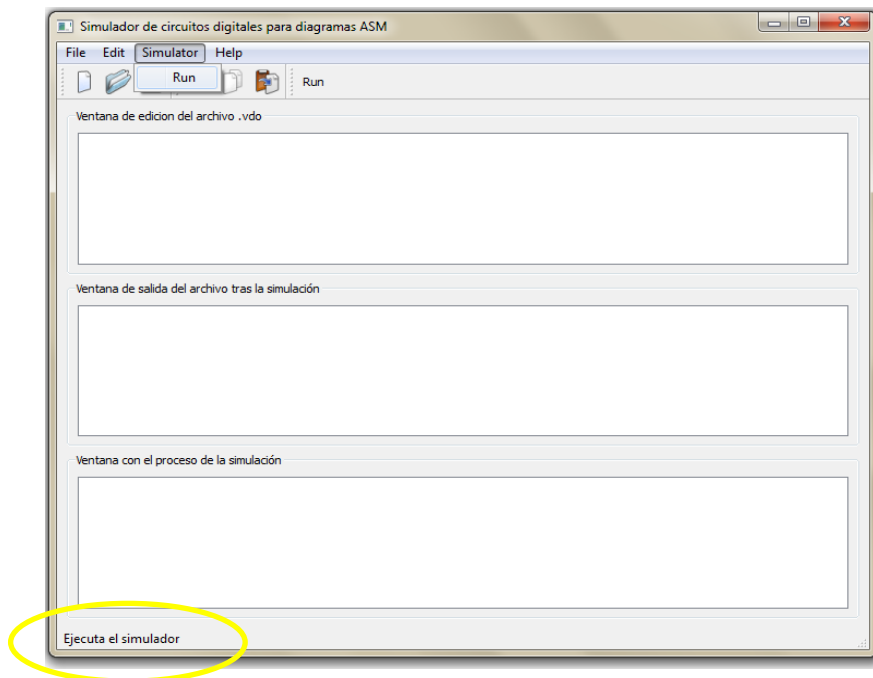 Simulador de circuitos digitales para diagramas ASM
File Edit Simulator Help
Run
Run
Ventana de edicion del archivo .vdo
Ventana de salida del archivo tras la simulación
Ventana con el proceso de la simulación
Ejecuta el simulador